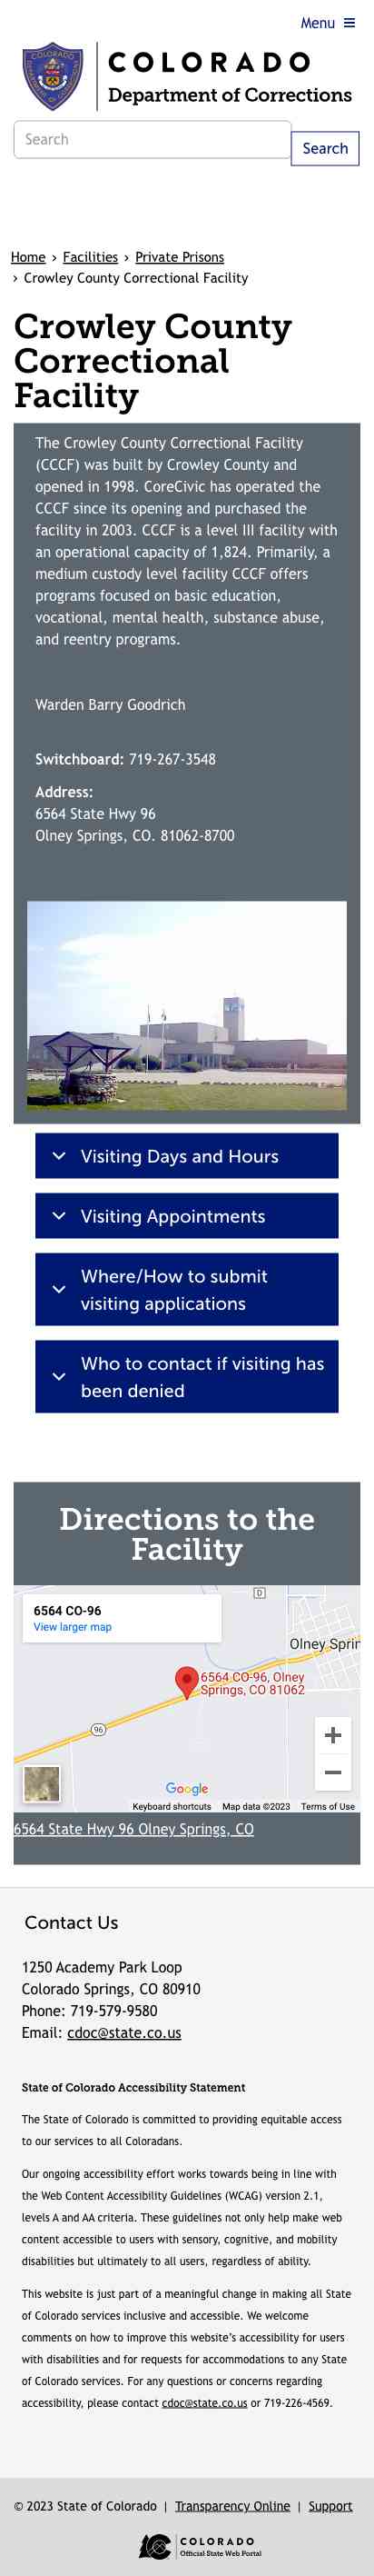 Menu
COLORADO
Department of Corrections
Search
Search
Home › Facilities › Private Prisons
› Crowley County Correctional Facility
Crowley County
Correctional
Facility
The Crowley County Correctional Facility
(CCCF) was built by Crowley County and
opened in 1998. CoreCivic has operated the
CCCF since its opening and purchased the
facility in 2003. CCCF is a level III facility with
an operational capacity of 1,824. Primarily, a
medium custody level facility CCCF offers
programs focused on basic education,
vocational, mental health, substance abuse,
and reentry programs.
Warden Barry Goodrich
Switchboard: 719-267-3548
Address:
6564 State Hwy 96
Olney Springs, CO. 81062-8700
Visiting Days and Hours
Visiting Appointments
Where/How to submit
visiting applications
Who to contact if visiting has
been denied
Directions to the
Facility
D
6564 CO-96
View larger map
Olney Sprin
6564 CO-96, Olney
Springs, CO 81062
96
Google
Keyboard shortcuts Map data ©2023 Terms of Use
6564 State Hwy 96 Olney Springs, CO
Contact Us
1250 Academy Park Loop
Colorado Springs, CO 80910
Phone: 719-579-9580
Email: cdoc@state.co.us
State of Colorado Accessibility Statement
The State of Colorado is committed to providing equitable access
to our services to all Coloradans.
Our ongoing accessibility effort works towards being in line with
the Web Content Accessibility Guidelines (WCAG) version 2.1,
levels A and AA criteria. These guidelines not only help make web
content accessible to users with sensory, cognitive, and mobility
disabilities but ultimately to all users, regardless of ability.
This website is just part of a meaningful change in making all State
of Colorado services inclusive and accessible. We welcome
comments on how to improve this website's accessibility for users
with disabilities and for requests for accommodations to any State
of Colorado services. For any questions or concerns regarding
accessibility, please contact cdoc@state.co.us or 719-226-4569.
© 2023 State of Colorado | Transparency Online | Support
COLORADO
Official State Web Portal